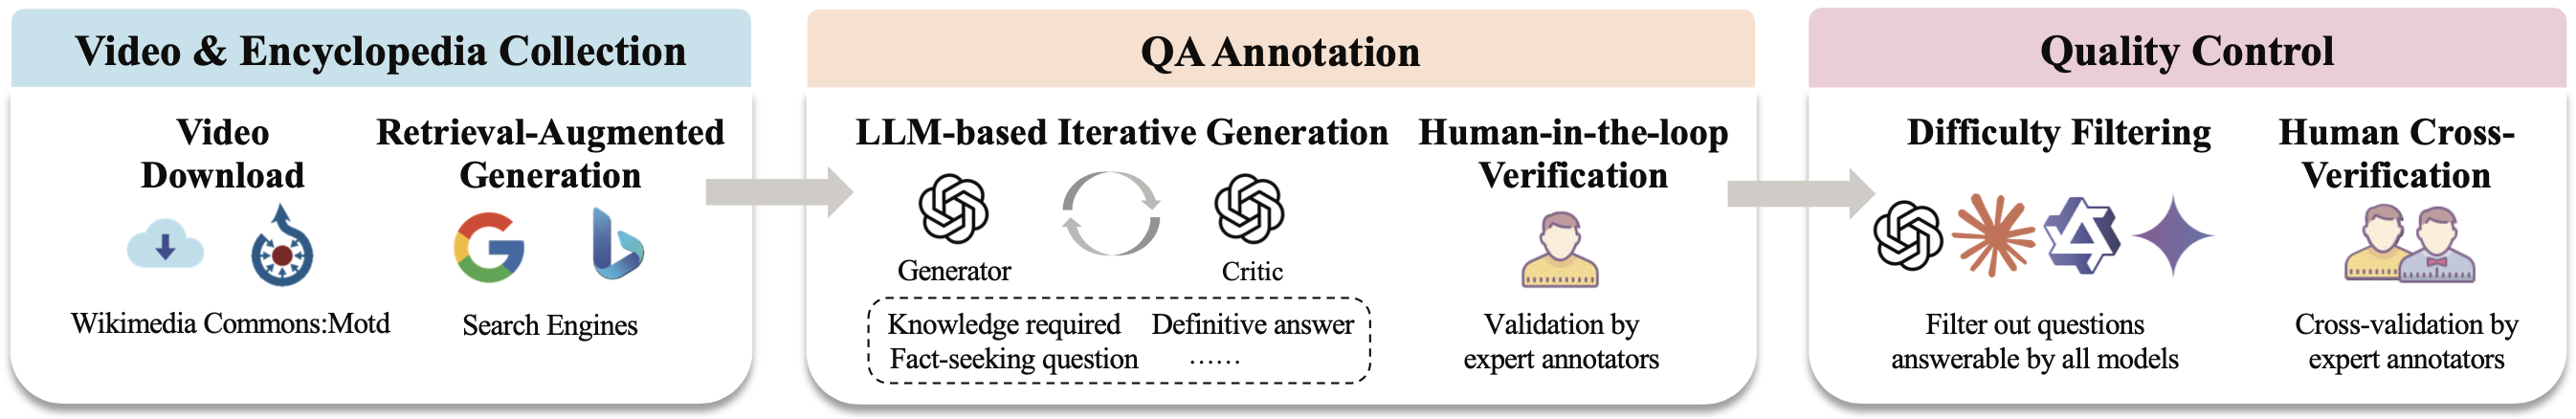 Video & Encyclopedia Collection
Video
Download
Retrieval-Augmented
Generation
Wikimedia Commons:Motd
Search Engines
QA Annotation
LLM-based Iterative Generation
Generator
Critic
Knowledge required
Definitive answer
Fact-seeking question
......
Human-in-the-loop
Verification
Validation by
expert annotators
Quality Control
Difficulty Filtering
Filter out questions
answerable by all models
Human Cross-
Verification
Cross-validation by
expert annotators